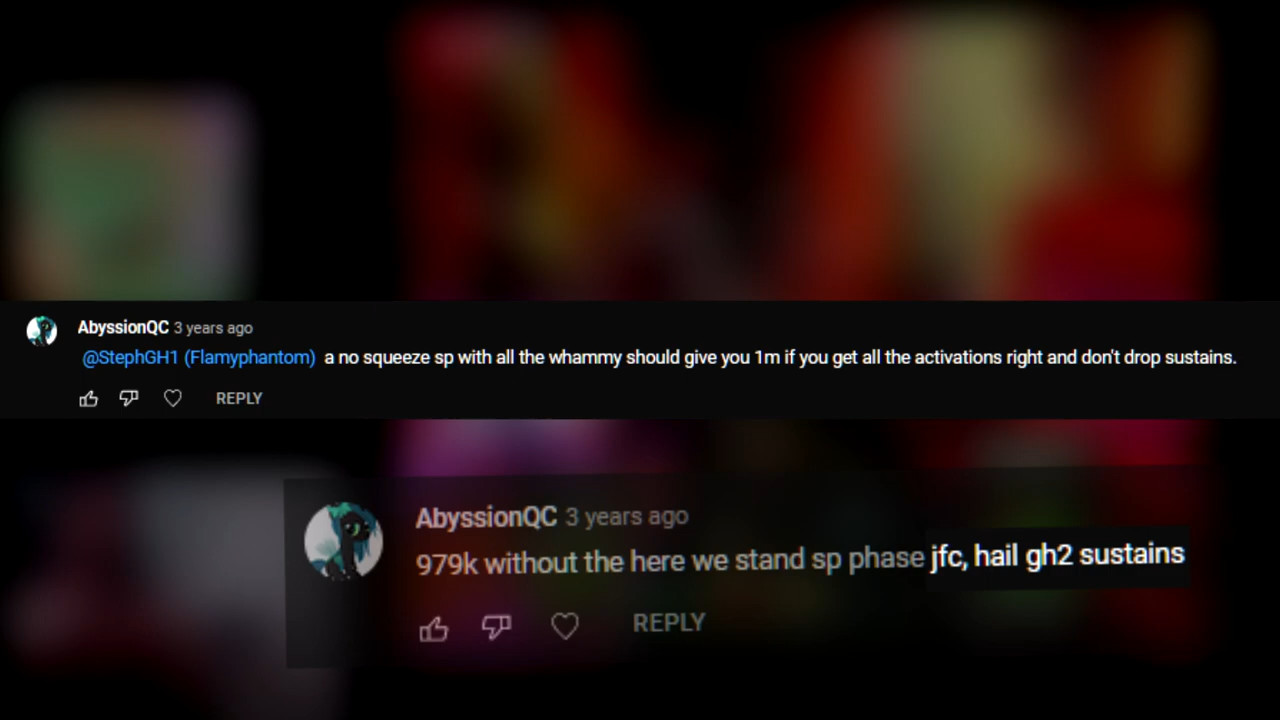 AbyssionQC 3 years ago
@StephGH1 (Flamyphantom) a no squeeze sp with all the whammy should give you 1m if you get all the activations right and don't drop sustains.
REPLY
AbyssionQC 3 years ago
979k without the here we stand sp phase jfc, hail gh2 sustains
REPLY